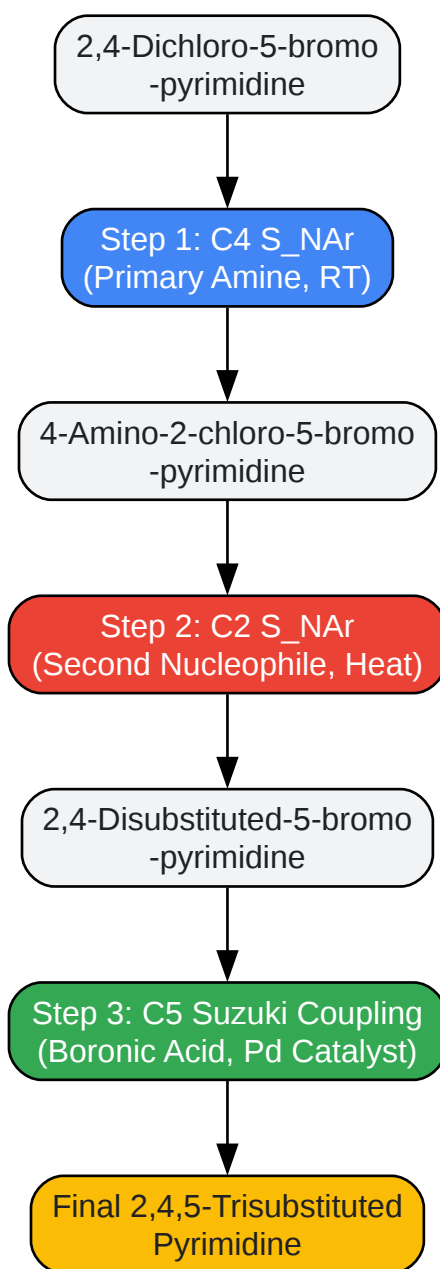 2,4-Dichloro-5-bromo
-pyrimidine
Step 1: C4 S_NAr
(Primary Amine, RT)
4-Amino-2-chloro-5-bromo
-pyrimidine
Step 2: C2 S_NAr
(Second Nucleophile, Heat)
2,4-Disubstituted-5-bromo
-pyrimidine
Step 3: C5 Suzuki Coupling
(Boronic Acid, Pd Catalyst)
Final 2,4,5-Trisubstituted
Pyrimidine